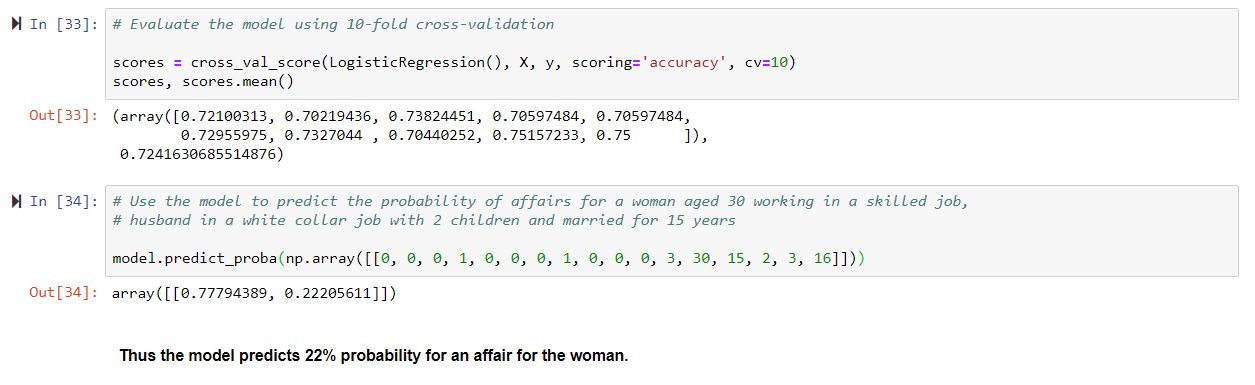 In [33]: # Evaluate the model using 10-fold cross-validation
scores = cross_val_score(LogisticRegression(), X, y, scoring='accuracy', cv=10)
scores, scores.mean()
Out[33]: (array([0.72100313, 0.70219436, 0.73824451, 0.70597484, 0.70597484,
0.72955975, 0.7327044 , 0.70440252, 0.75157233, 0.75      ]),
0.7241630685514876)
In [34]: # Use the model to predict the probability of affairs for a woman aged 30 working in a skilled job,
# husband in a white collar job with 2 children and married for 15 years
model.predict_proba(np.array([[0, 0, 0, 1, 0, 0, 0, 1, 0, 0, 0, 3, 30, 15, 2, 3, 16]]))
Out[34]: array([[0.77794389, 0.22205611]])
Thus the model predicts 22% probability for an affair for the woman.